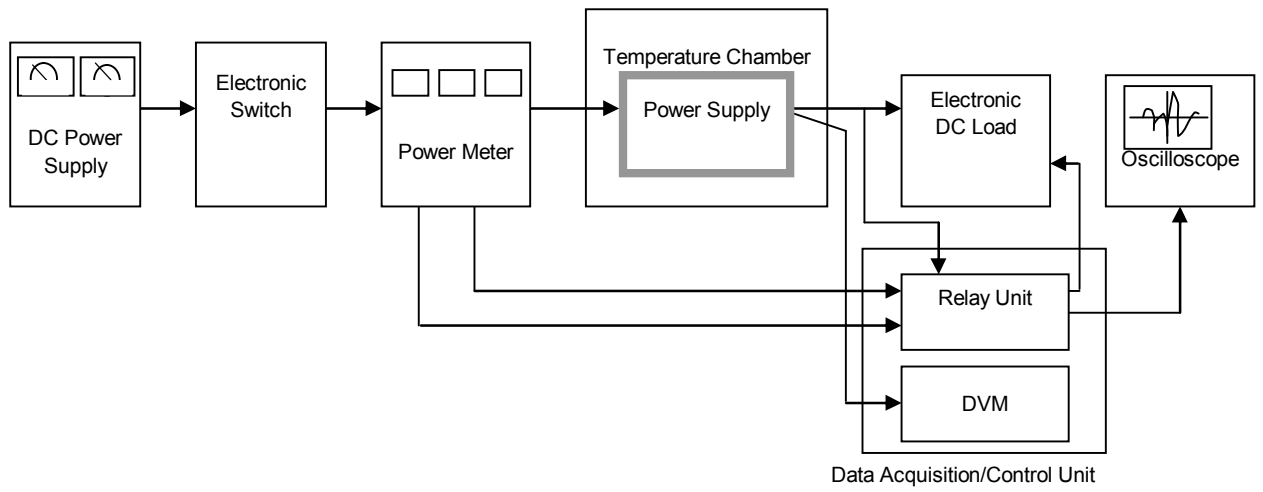 DC Power
Supply
Electronic
Switch
Power Meter
Temperature Chamber
Power Supply
Electronic
DC Load
Oscilloscope
Relay Unit
DVM
Data Acquisition/Control Unit